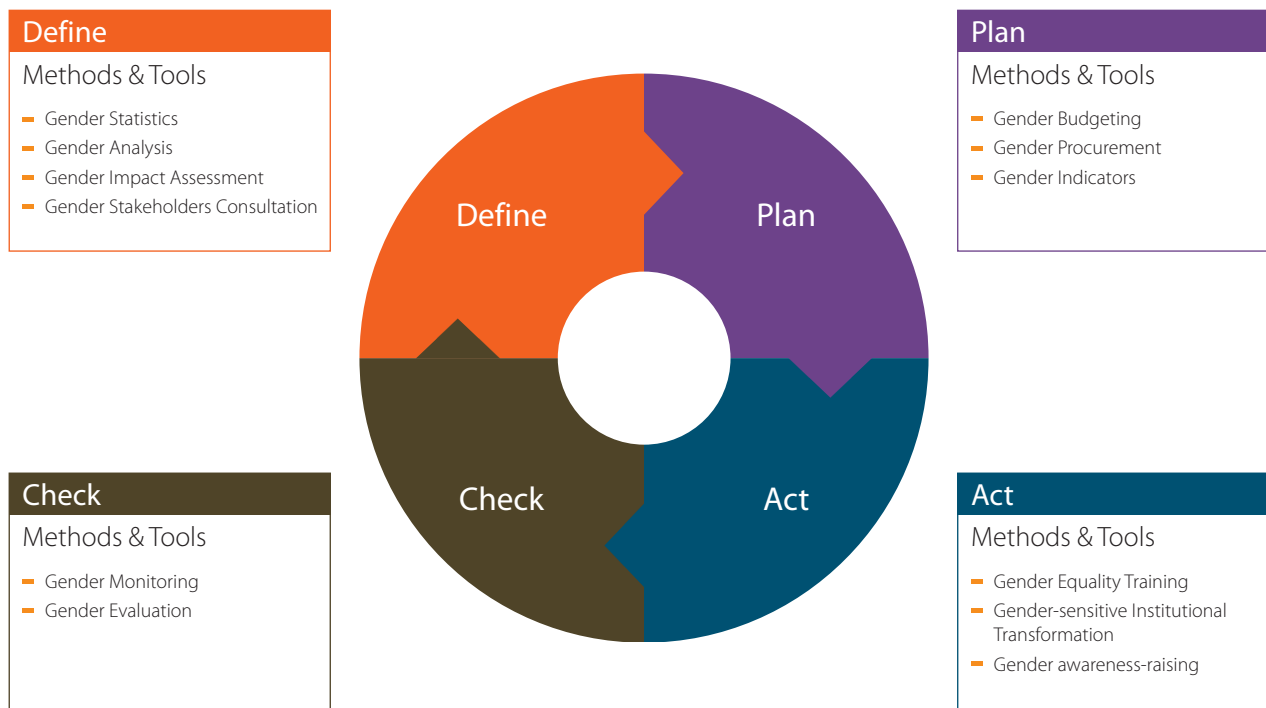 Define
Methods & Tools
Gender Statistics
Gender Analysis
Gender Impact Assessment
Gender Stakeholders Consultation
Plan
Methods & Tools
Gender Budgeting
Gender Procurement
Gender Indicators
Define
Plan
Check
Act
Check
Methods & Tools
Gender Monitoring
Gender Evaluation
Act
Methods & Tools
Gender Equality Training
Gender-sensitive Institutional
Transformation
Gender awareness-raising